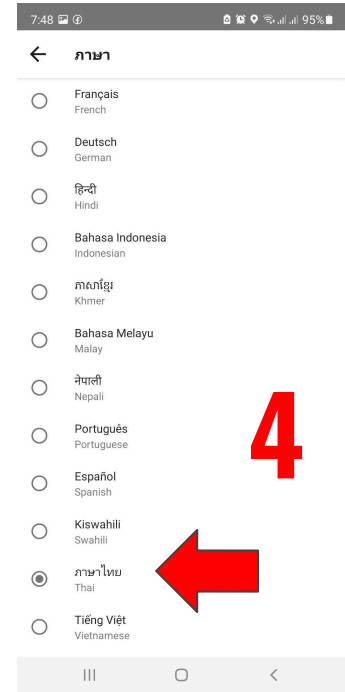 7:48
95%
ภาษา
Français
French
Deutsch
German
हिन्दी
Hindi
Bahasa Indonesia
Indonesian
ភាសាខ្មែរ
Khmer
Bahasa Melayu
Malay
नेपाली
Nepali
Português
Portuguese
4
Español
Spanish
Kiswahili
Swahili
ภาษาไทย
Thai
Tiếng Việt
Vietnamese